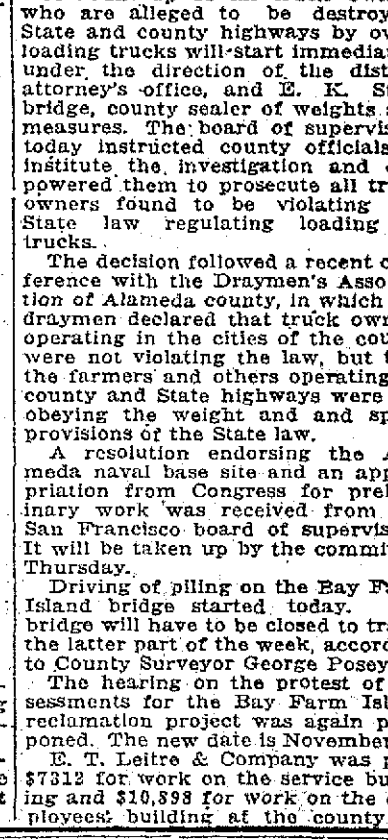 who are alleged to be destroy
State and county highways by ov
loading trucks will start immedia
under the direction of the dist
attorney's office, and E. K. St
bridge, county sealer of weights
measures. The board of supervis
today instructed county officials
institute the investigation and
powered them to prosecute all tr
owners found to be violating
State law regulating loading
trucks.
The decision followed a recent c
ference with the Draymen's Asso
tion of Alameda county, in which
draymen declared that truck own
operating in the cities of the cou
were not violating the law, but t
the farmers and others operating
county and State highways were
obeying the weight and and sp
provisions of the State law.
A resolution endorsing the A
meda naval base site and an app
priation from Congress for prel
inary work was received from
San Francisco board of supervis
It will be taken up by the commi
Thursday.
Driving of piling on the Bay F
Island bridge started today.
bridge will have to be closed to tr
the latter part of the week, accord
to County Surveyor George Posey
The hearing on the protest of
sessments for the Bay Farm Isl
reclamation project was again p
poned. The new date is November
E. T. Leitre & Company was p
$7312 for work on the service bu
ing and $10,898 for work on the
ployees' building at the county